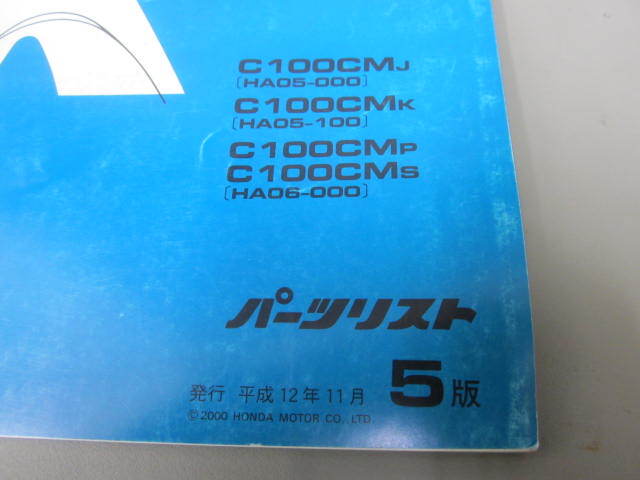 C100CMJ
〔HA05-000〕
C100CMK
〔HA05-100〕
C100CMP
C100CMS
〔HA06-000〕
パーツリスト
発行 平成12年11月 5版
©2000 HONDA MOTOR CO., LTD.